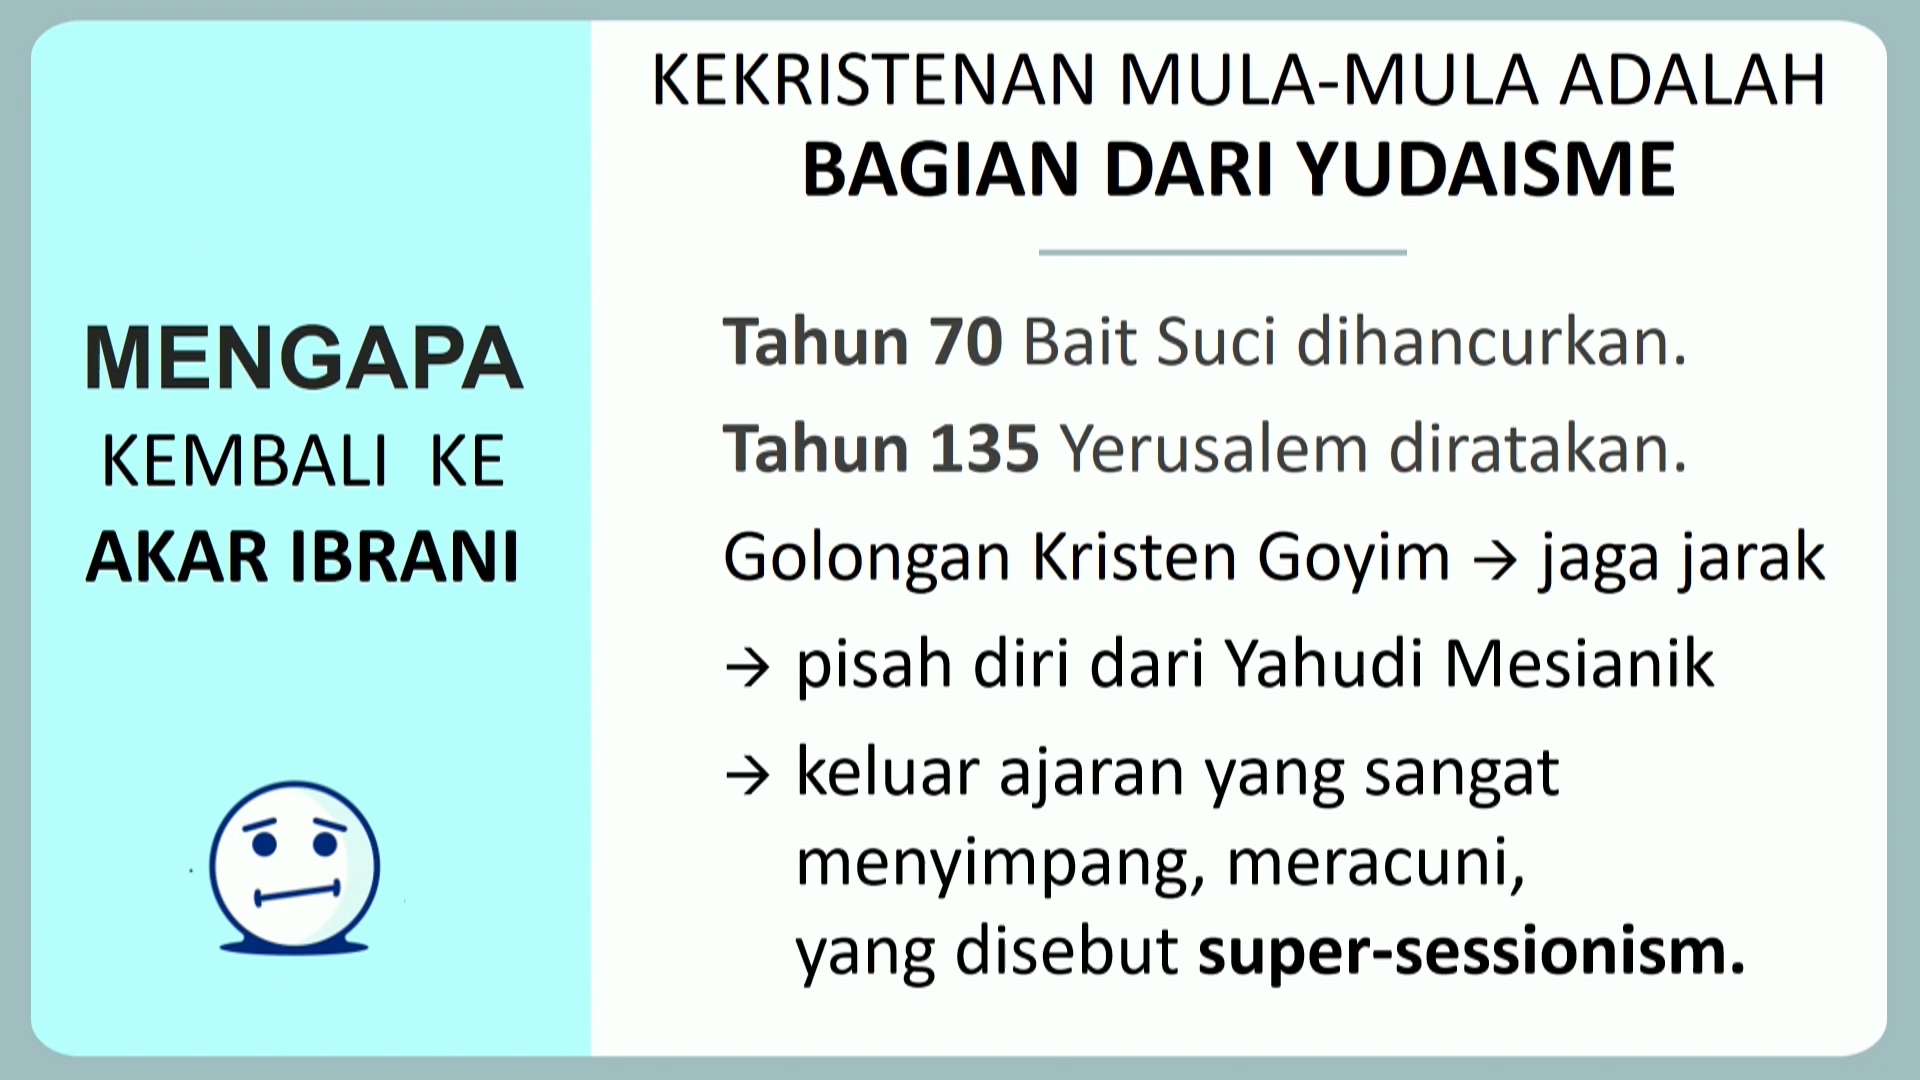 MENGAPA
KEMBALI KE
AKAR IBRANI
KEKRISTENAN MULA-MULA ADALAH
BAGIAN DARI YUDAISME
Tahun 70 Bait Suci dihancurkan.
Tahun 135 Yerusalem diratakan.
Golongan Kristen Goyim → jaga jarak
→ pisah diri dari Yahudi Mesianik
→ keluar ajaran yang sangat
menyimpang, meracuni,
yang disebut super-sessionism.